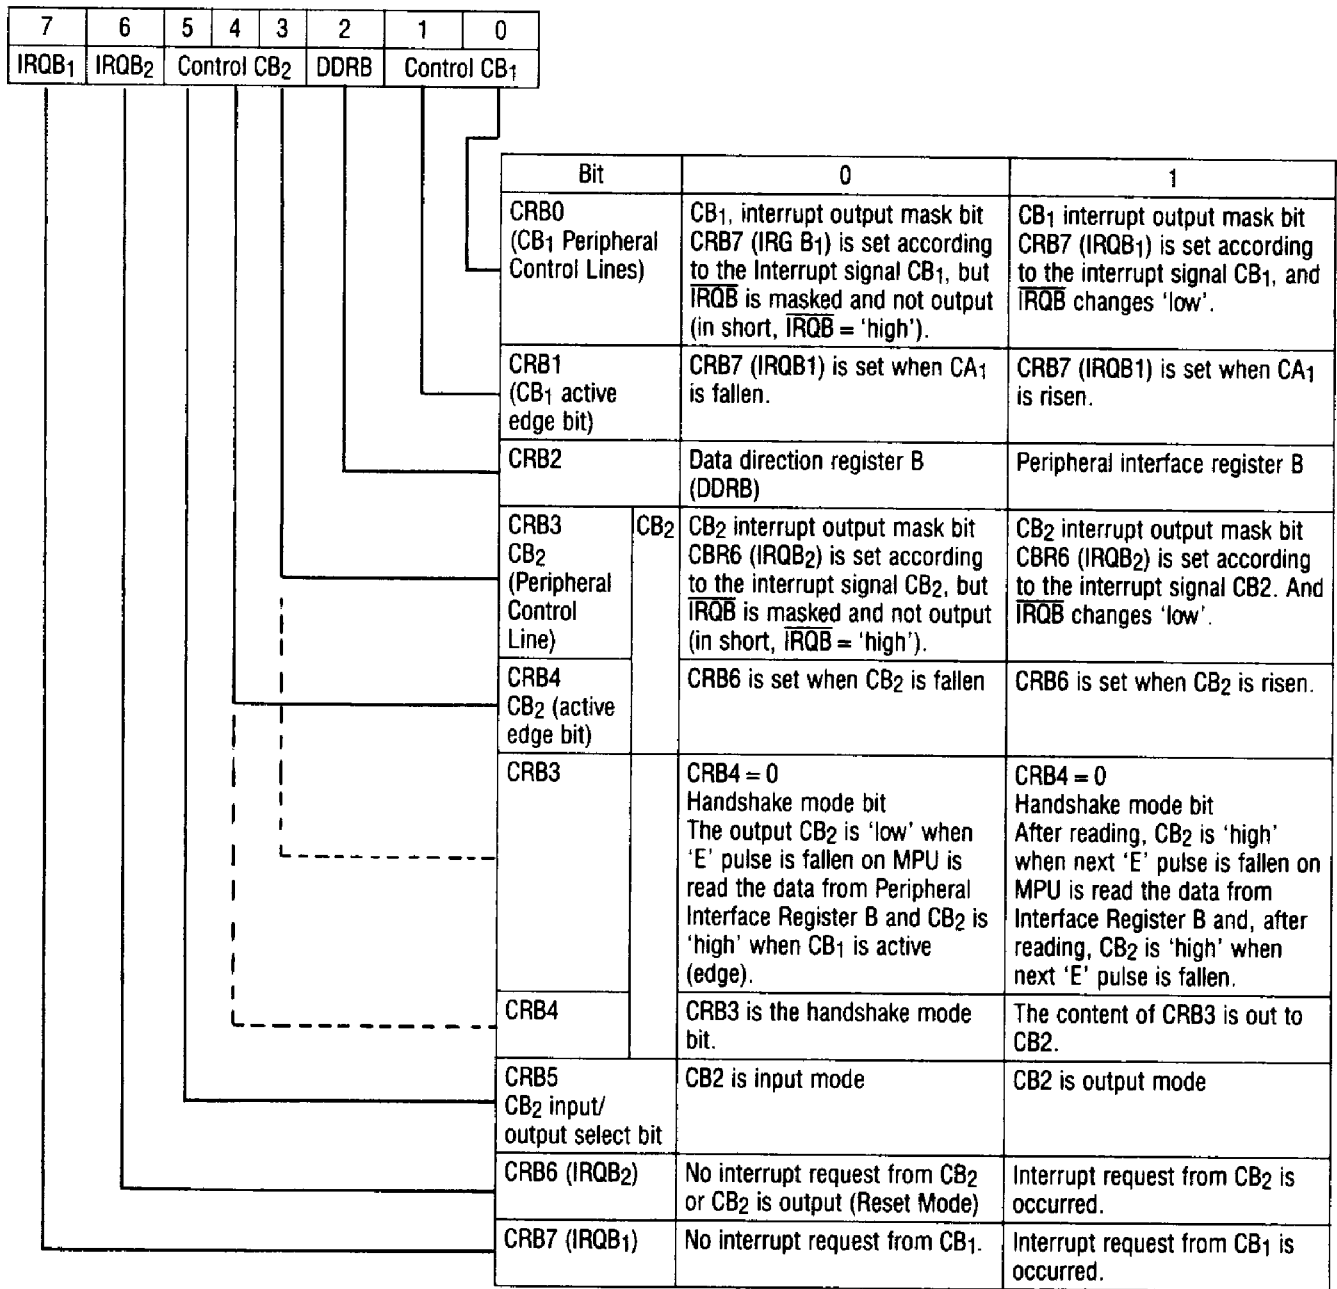 7 6 5 4 3 2 1 0
IRQB₁ IRQB₂ Control CB₂ DDRB Control CB₁
Bit 0 1
CRB0
(CB₁ Peripheral
Control Lines)
CB₁, interrupt output mask bit
CRB7 (IRG B₁) is set according
to the Interrupt signal CB₁, but
I̅R̅Q̅B̅ is masked and not output
(in short, I̅R̅Q̅B̅ = 'high').
CB₁ interrupt output mask bit
CRB7 (IRQB₁) is set according
to the interrupt signal CB₁, and
I̅R̅Q̅B̅ changes 'low'.
CRB1
(CB₁ active
edge bit)
CRB7 (IRQB1) is set when CA₁
is fallen.
CRB7 (IRQB1) is set when CA₁
is risen.
CRB2
Data direction register B
(DDRB)
Peripheral interface register B
CRB3
CB₂
(Peripheral
Control
Line)
CB₂
CB₂ interrupt output mask bit
CBR6 (IRQB₂) is set according
to the interrupt signal CB₂, but
I̅R̅Q̅B̅ is masked and not output
(in short, I̅R̅Q̅B̅ = 'high').
CB₂ interrupt output mask bit
CBR6 (IRQB₂) is set according
to the interrupt signal CB2. And
I̅R̅Q̅B̅ changes 'low'.
CRB4
CB₂ (active
edge bit)
CRB6 is set when CB₂ is fallen
CRB6 is set when CB₂ is risen.
CRB3
CRB4 = 0
Handshake mode bit
The output CB₂ is 'low' when
'E' pulse is fallen on MPU is
read the data from Peripheral
Interface Register B and CB₂ is
'high' when CB₁ is active
(edge).
CRB4 = 0
Handshake mode bit
After reading, CB₂ is 'high'
when next 'E' pulse is fallen on
MPU is read the data from
Interface Register B and, after
reading, CB₂ is 'high' when
next 'E' pulse is fallen.
CRB4
CRB3 is the handshake mode
bit.
The content of CRB3 is out to
CB2.
CRB5
CB₂ input/
output select bit
CB2 is input mode
CB2 is output mode
CRB6 (IRQB₂)
No interrupt request from CB₂
or CB₂ is output (Reset Mode)
Interrupt request from CB₂ is
occurred.
CRB7 (IRQB₁)
No interrupt request from CB₁.
Interrupt request from CB₁ is
occurred.